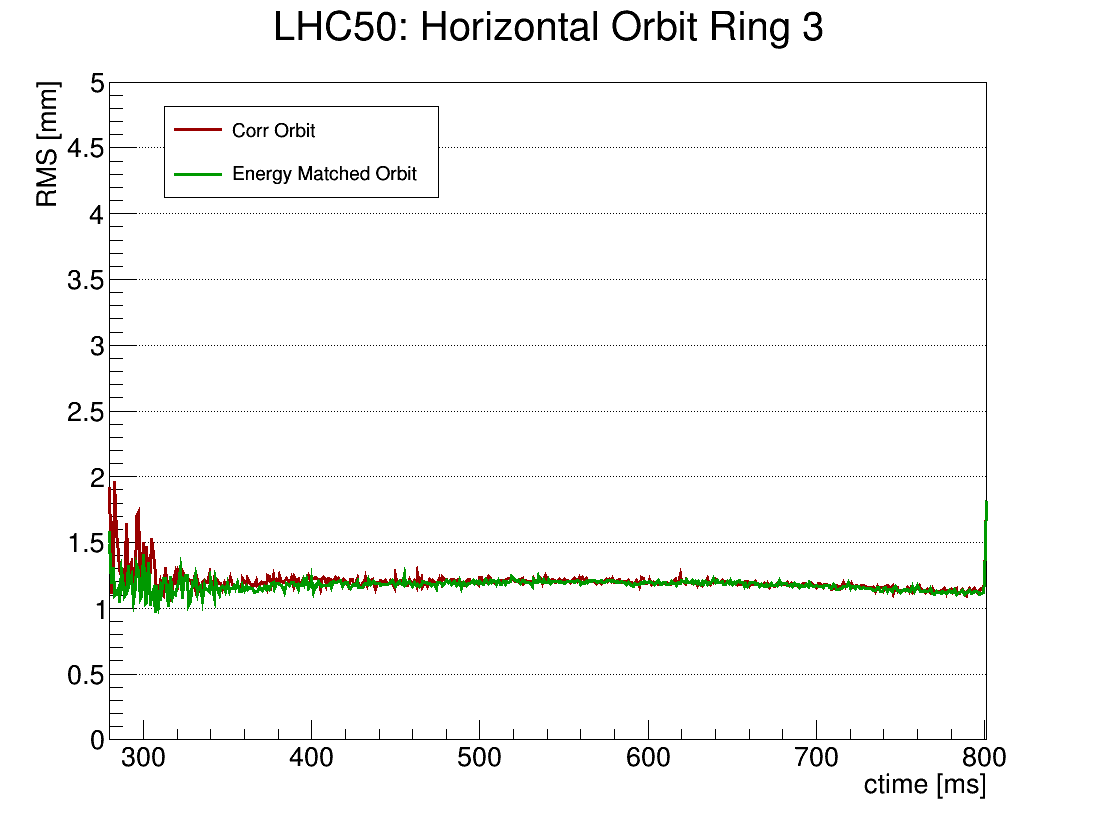 LHC50: Horizontal Orbit Ring 3
RMS [mm]
5
4.5
4
3.5
3
2.5
2
1.5
1
0.5
0
Corr Orbit
Energy Matched Orbit
300 400 500 600 700 800
ctime [ms]